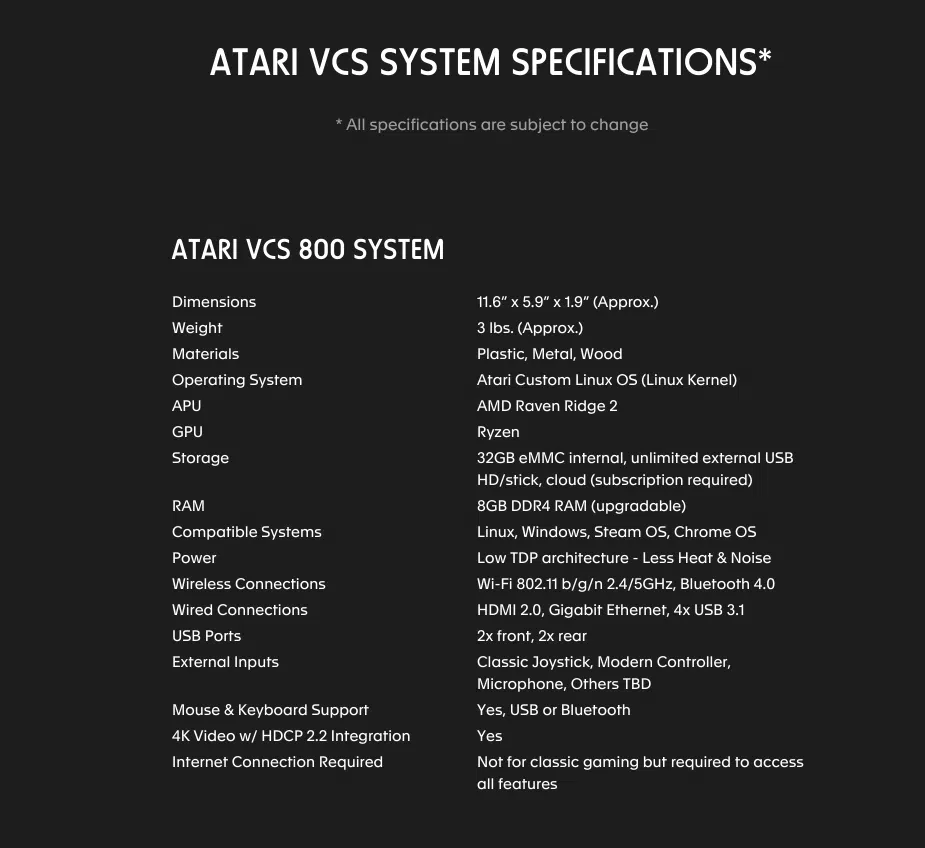 ATARI VCS SYSTEM SPECIFICATIONS*
* All specifications are subject to change
ATARI VCS 800 SYSTEM
Dimensions 11.6” x 5.9” x 1.9” (Approx.)
Weight 3 lbs. (Approx.)
Materials Plastic, Metal, Wood
Operating System Atari Custom Linux OS (Linux Kernel)
APU AMD Raven Ridge 2
GPU Ryzen
Storage 32GB eMMC internal, unlimited external USB
HD/stick, cloud (subscription required)
RAM 8GB DDR4 RAM (upgradable)
Compatible Systems Linux, Windows, Steam OS, Chrome OS
Power Low TDP architecture - Less Heat & Noise
Wireless Connections Wi-Fi 802.11 b/g/n 2.4/5GHz, Bluetooth 4.0
Wired Connections HDMI 2.0, Gigabit Ethernet, 4x USB 3.1
USB Ports 2x front, 2x rear
External Inputs Classic Joystick, Modern Controller,
Microphone, Others TBD
Mouse & Keyboard Support Yes, USB or Bluetooth
4K Video w/ HDCP 2.2 Integration Yes
Internet Connection Required Not for classic gaming but required to access
all features